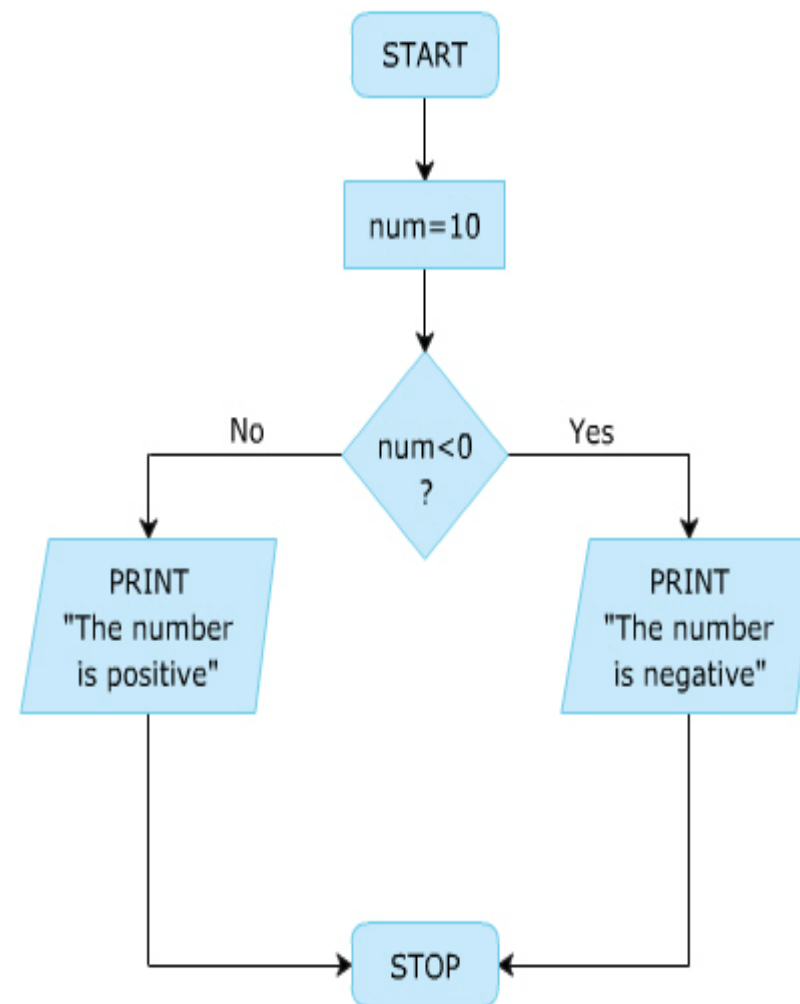 START
num=10
num<0
?
No
Yes
PRINT
"The number
is positive"
PRINT
"The number
is negative"
STOP